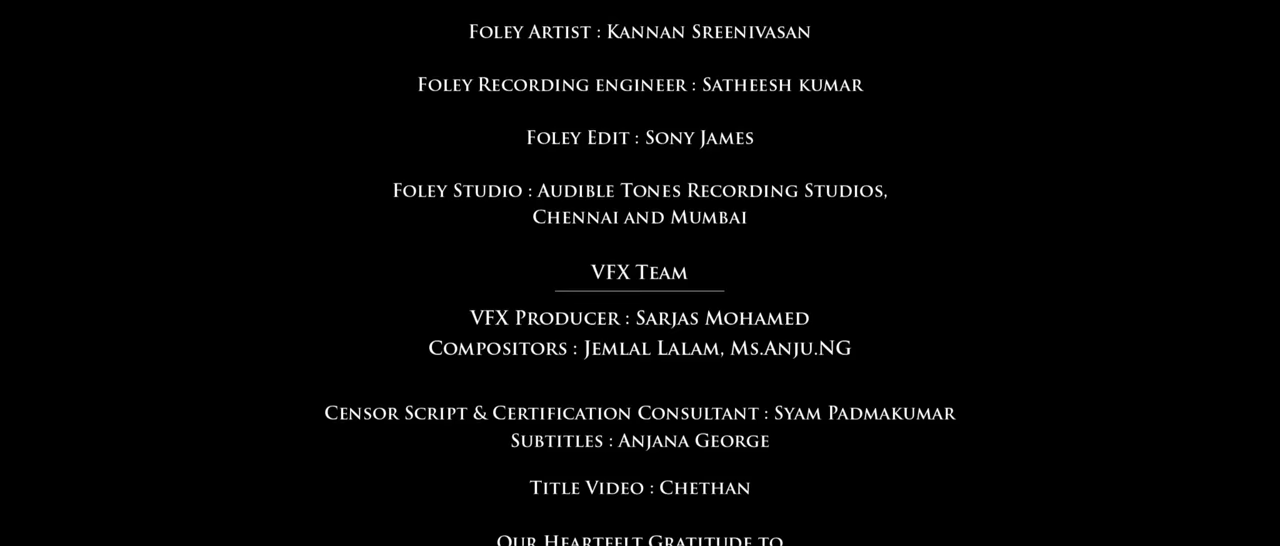 Foley Artist : Kannan Sreenivasan
Foley Recording engineer : Satheesh kumar
Foley Edit : Sony James
Foley Studio : Audible Tones Recording Studios,
Chennai and Mumbai
VFX Team
VFX Producer : Sarjas Mohamed
Compositors : Jemlal Lalam, Ms.Anju.NG
Censor Script & Certification Consultant : Syam Padmakumar
Subtitles : Anjana George
Title Video : Chethan
Our Heartfelt Gratitude to